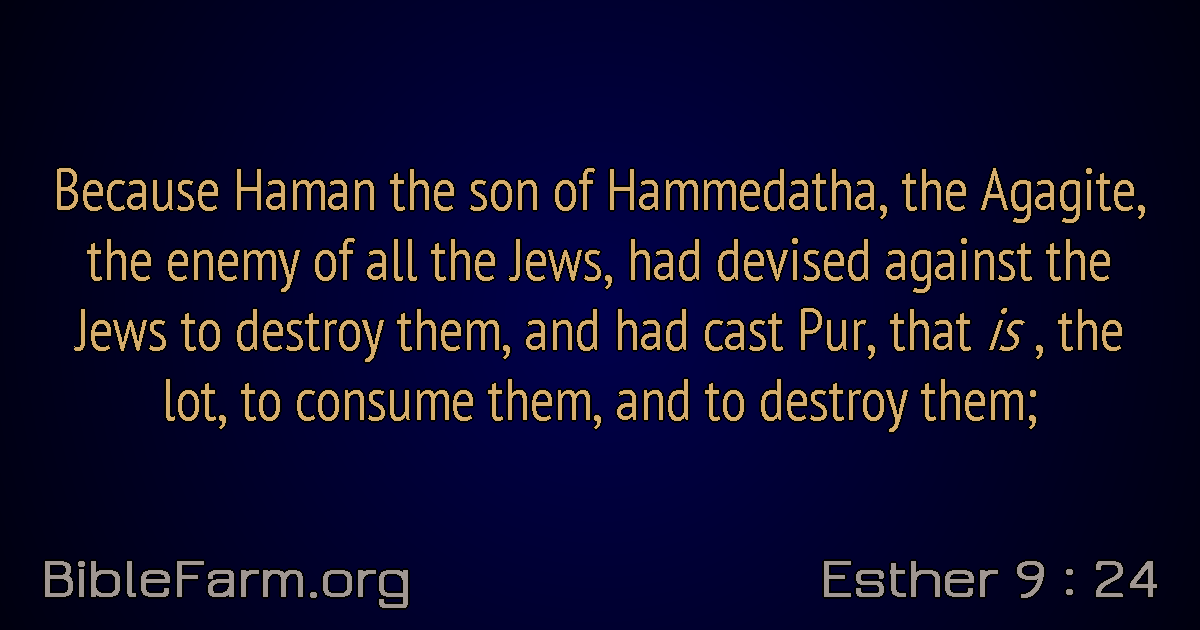 Because Haman the son of Hammedatha, the Agagite,
the enemy of all the Jews, had devised against the
Jews to destroy them, and had cast Pur, that is , the
lot, to consume them, and to destroy them;
BibleFarm.org
Esther 9 : 24